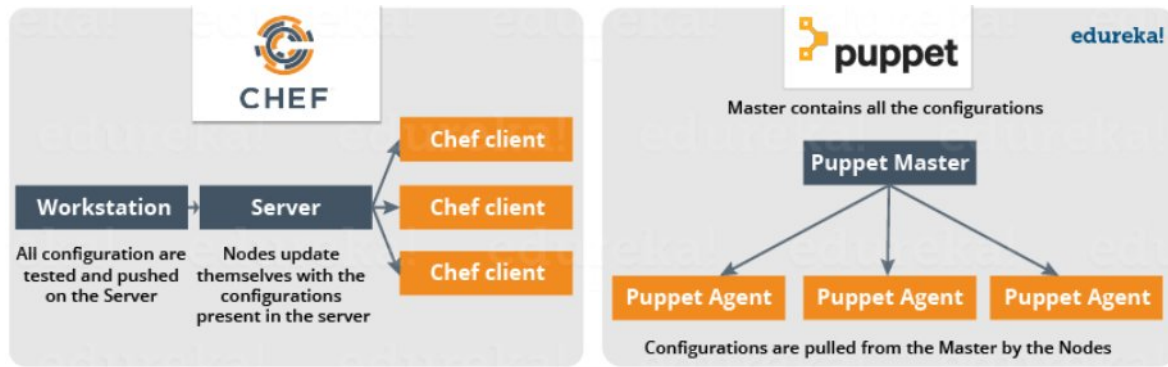 CHEF
Chef client
Workstation
Server
Chef client
Chef client
All configuration are
tested and pushed
on the Server
Nodes update
themselves with the
configurations
present in the server
puppet
edureka!
Master contains all the configurations
Puppet Master
Puppet Agent
Puppet Agent
Puppet Agent
Configurations are pulled from the Master by the Nodes